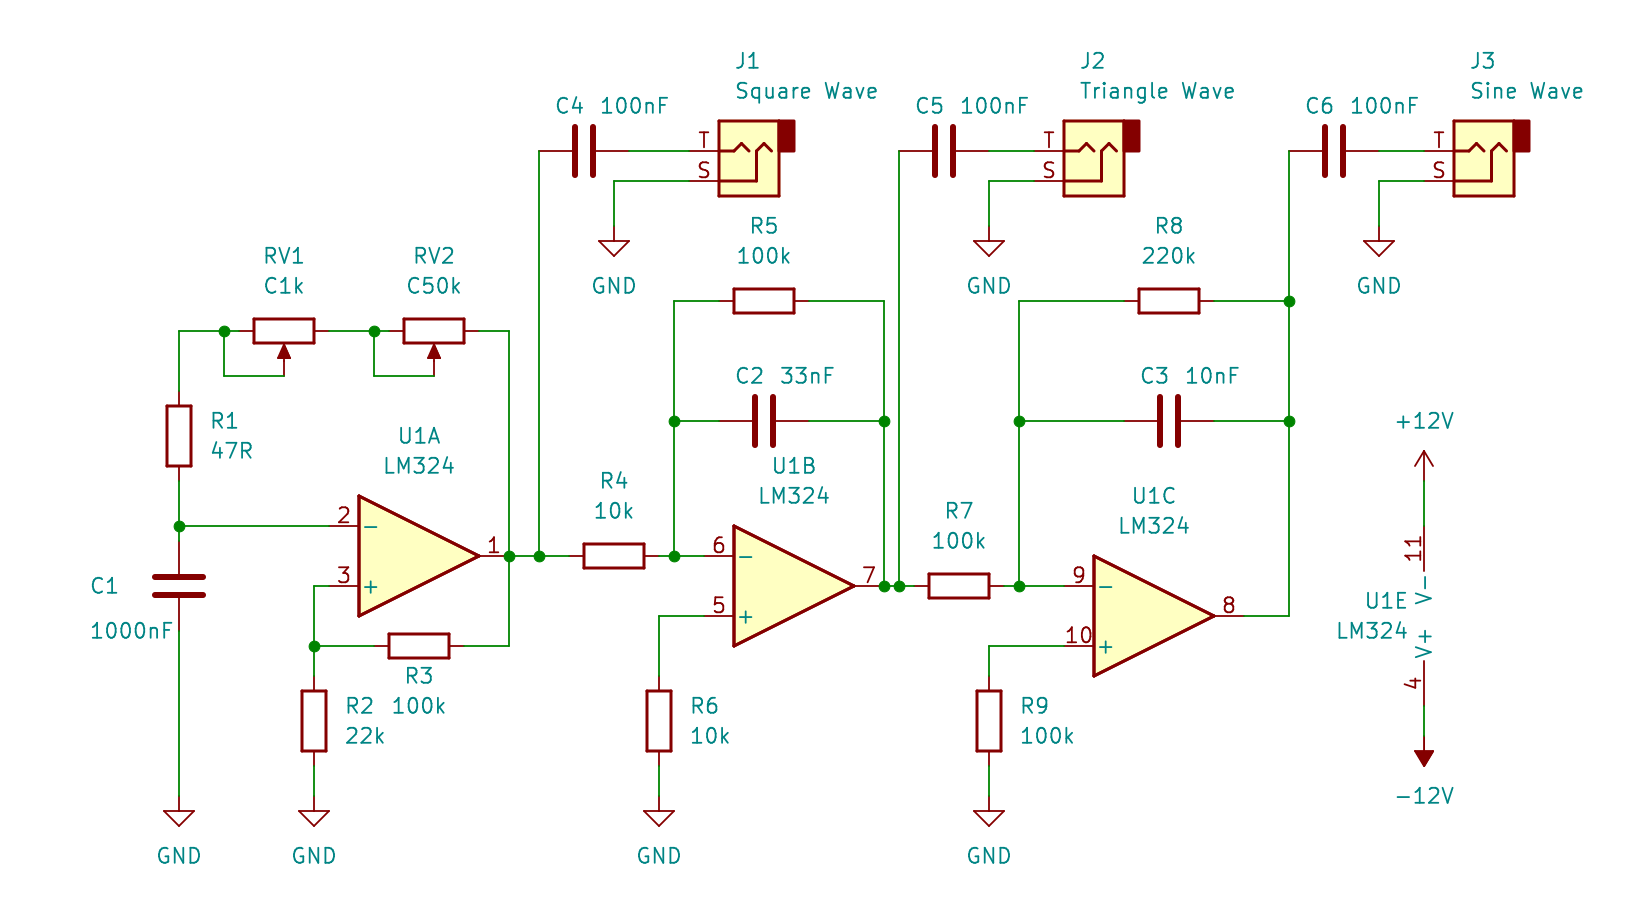 J1
Square Wave
C4 100nF
T
S
GND
J2
Triangle Wave
C5 100nF
T
S
GND
J3
Sine Wave
C6 100nF
T
S
GND
RV1
C1k
RV2
C50k
R1
47R
C1
1000nF
GND
U1A
LM324
2
−
3
+
1
R3
100k
R2
22k
GND
R4
10k
R5
100k
C2 33nF
U1B
LM324
6
−
5
+
7
R6
10k
GND
R7
100k
R8
220k
C3 10nF
U1C
LM324
9
−
10
+
8
R9
100k
GND
+12V
11
V−
U1E
LM324
V+
4
−12V